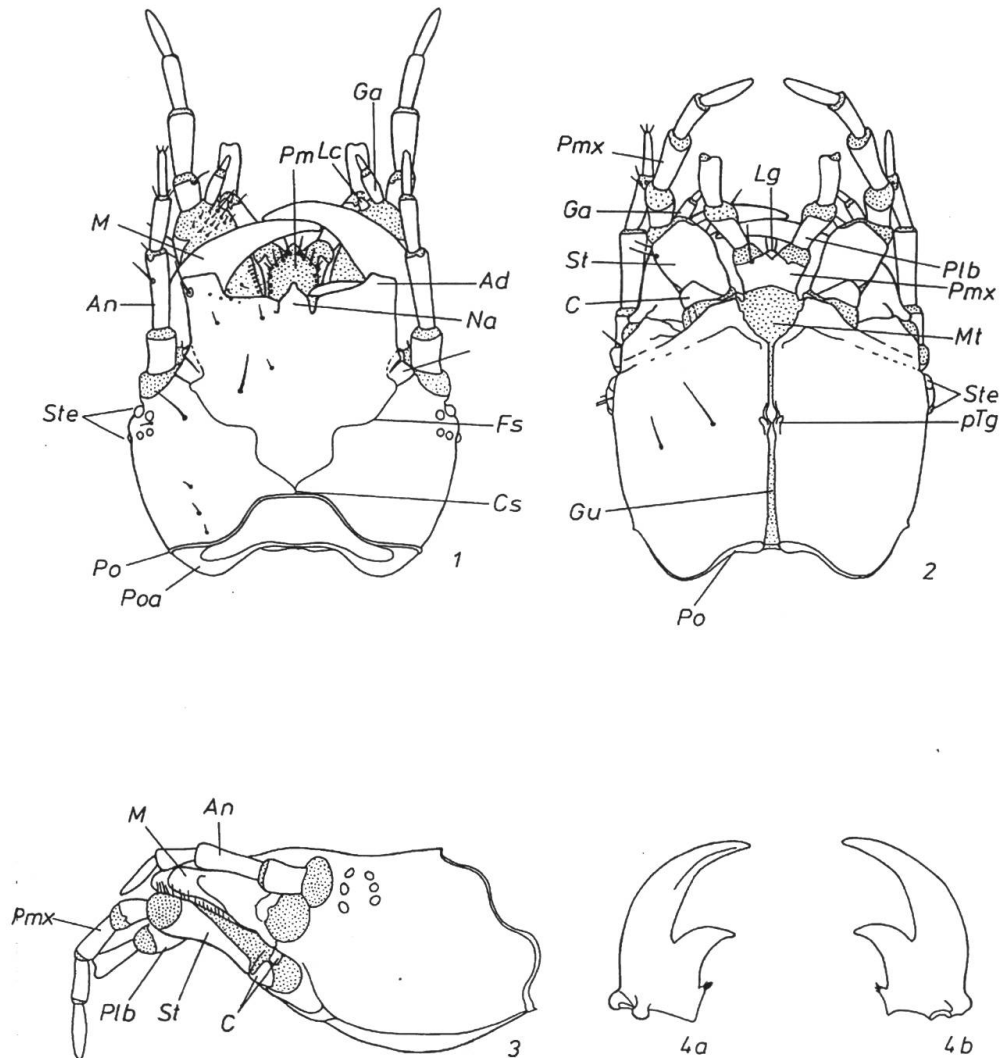 Ga
Pm Lc
M
An
Ad
Na
Ste
Fs
Cs
Po
Poa
1
Pmx
Lg
Ga
St
C
Plb
Pmx
Mt
Ste
pTg
Gu
Po
2
M
An
Pmx
Plb
St
C
3
4a
4b